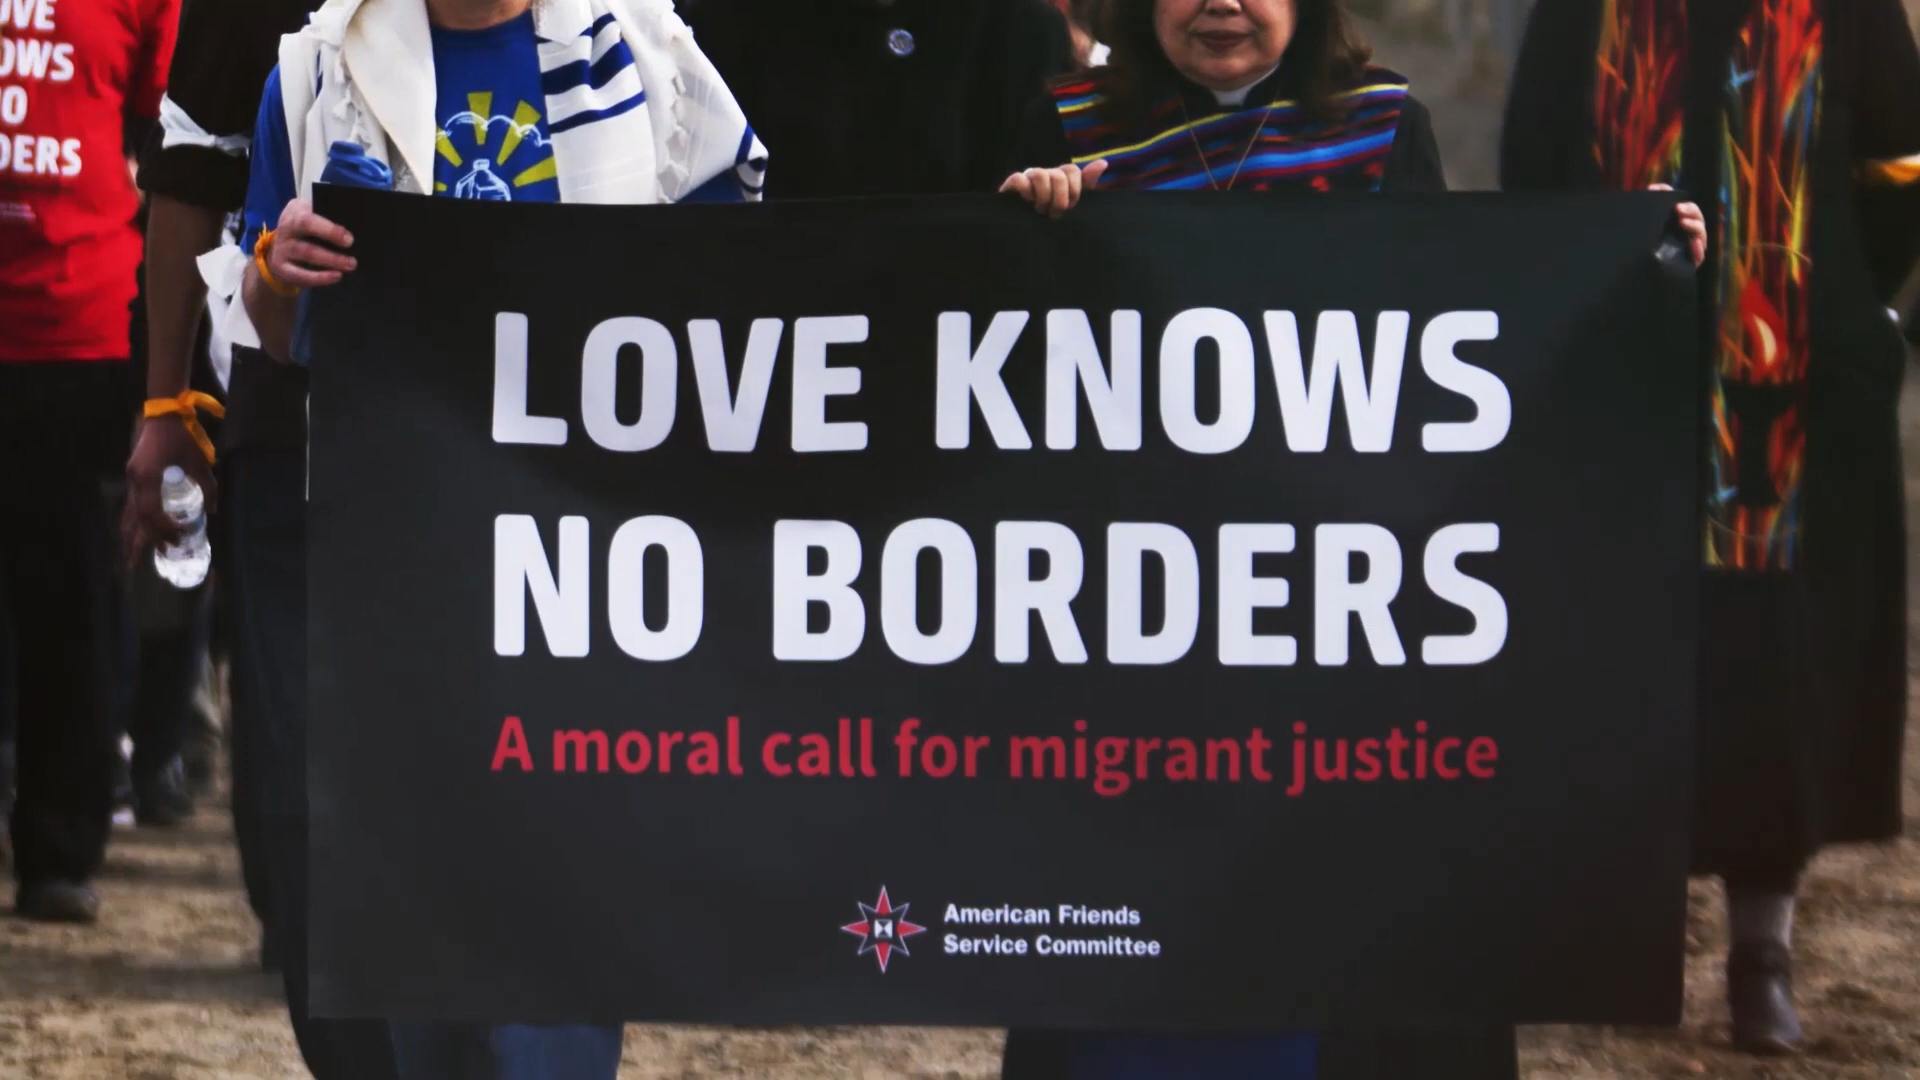 LOVE KNOWS
NO BORDERS
A moral call for migrant justice
American Friends
Service Committee